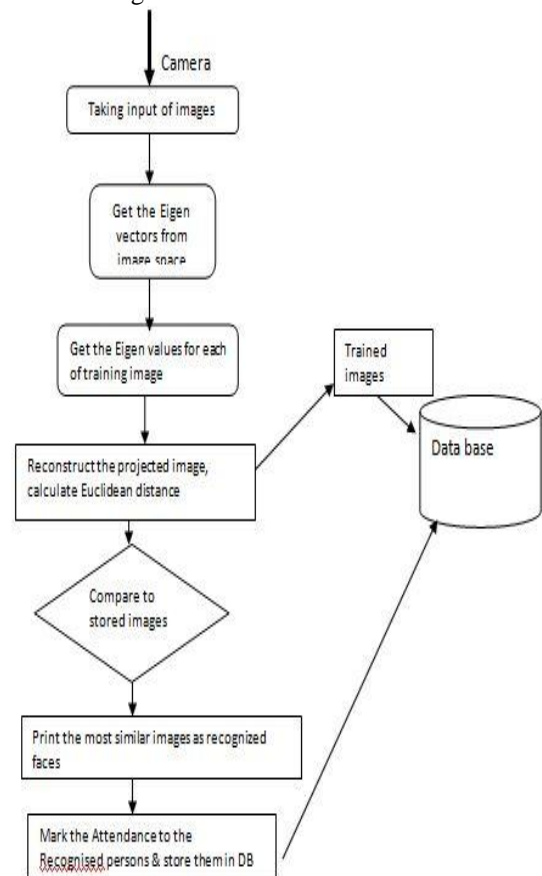 Camera
Taking input of images
Get the Eigen
vectors from
image space
Get the Eigen values for each
of training image
Trained
images
Data base
Reconstruct the projected image,
calculate Euclidean distance
Compare to
stored images
Print the most similar images as recognized
faces
Mark the Attendance to the
Recognised persons & store them in DB